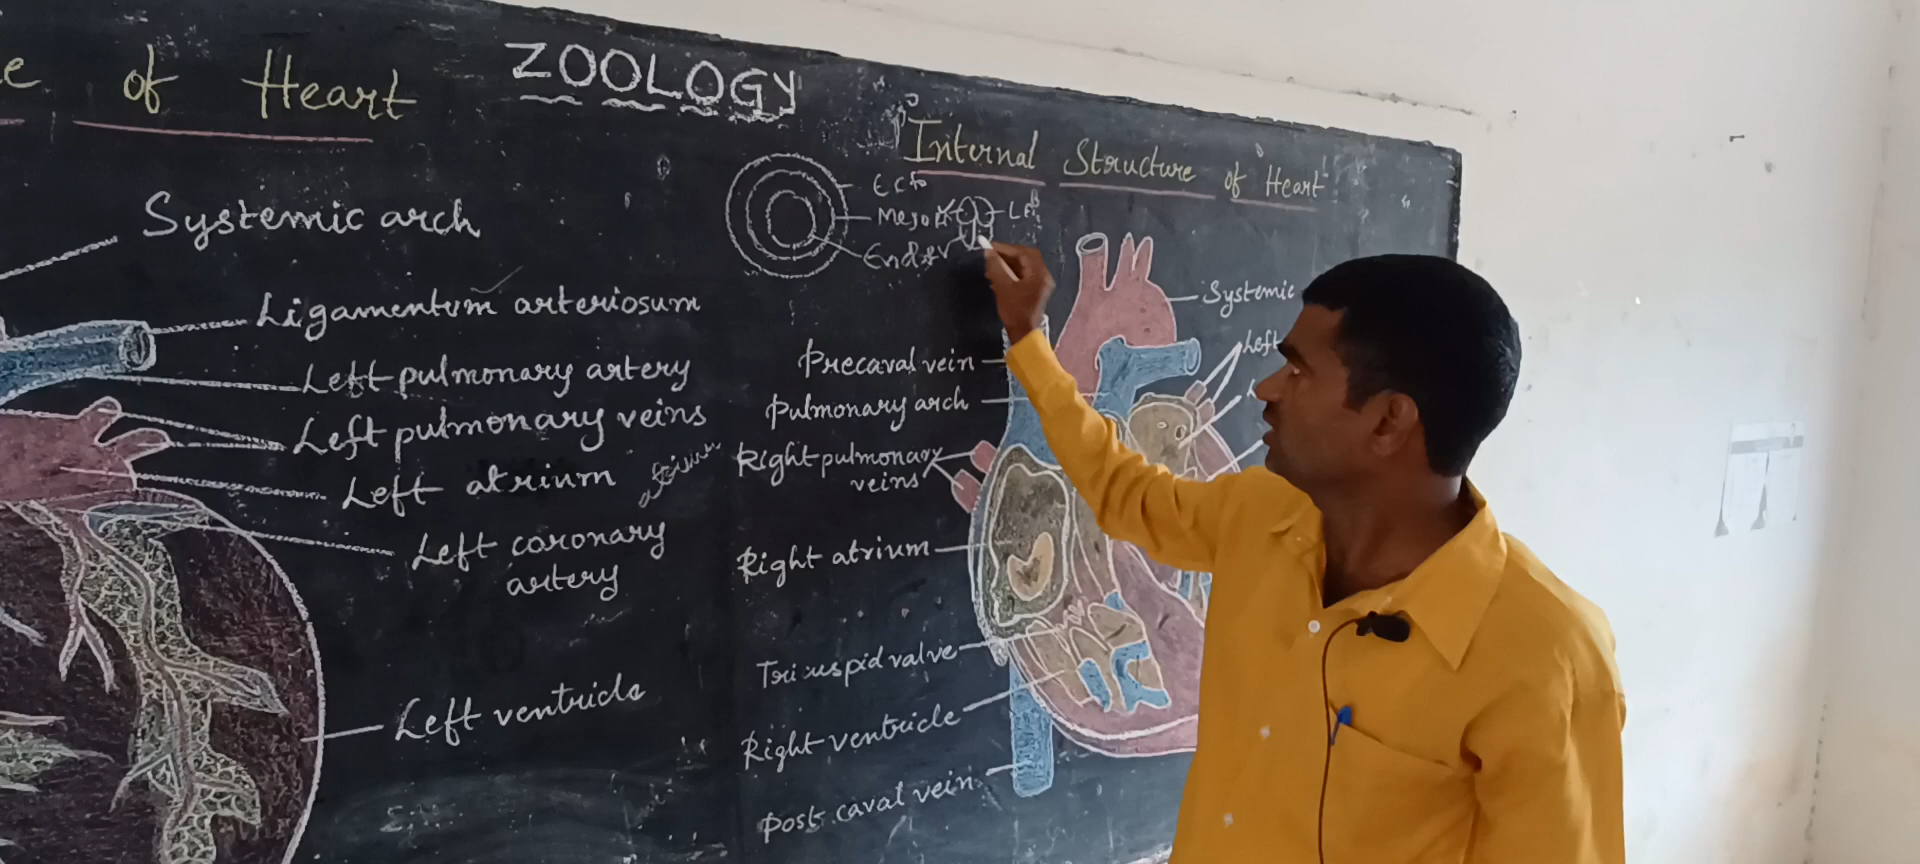 of Heart
ZOOLOGY
Systemic arch
Ligamentum arteriosum
Left pulmonary artery
Left pulmonary veins
Left atrium
atrium
Left coronary
artery
Left ventricle
Internal Structure of Heart
Ecto
Meso
Endo
Systemic
Left
Precaval vein
Pulmonary arch
Right pulmonary
veins
Right atrium
Tricuspid valve
Right ventricle
Post caval vein